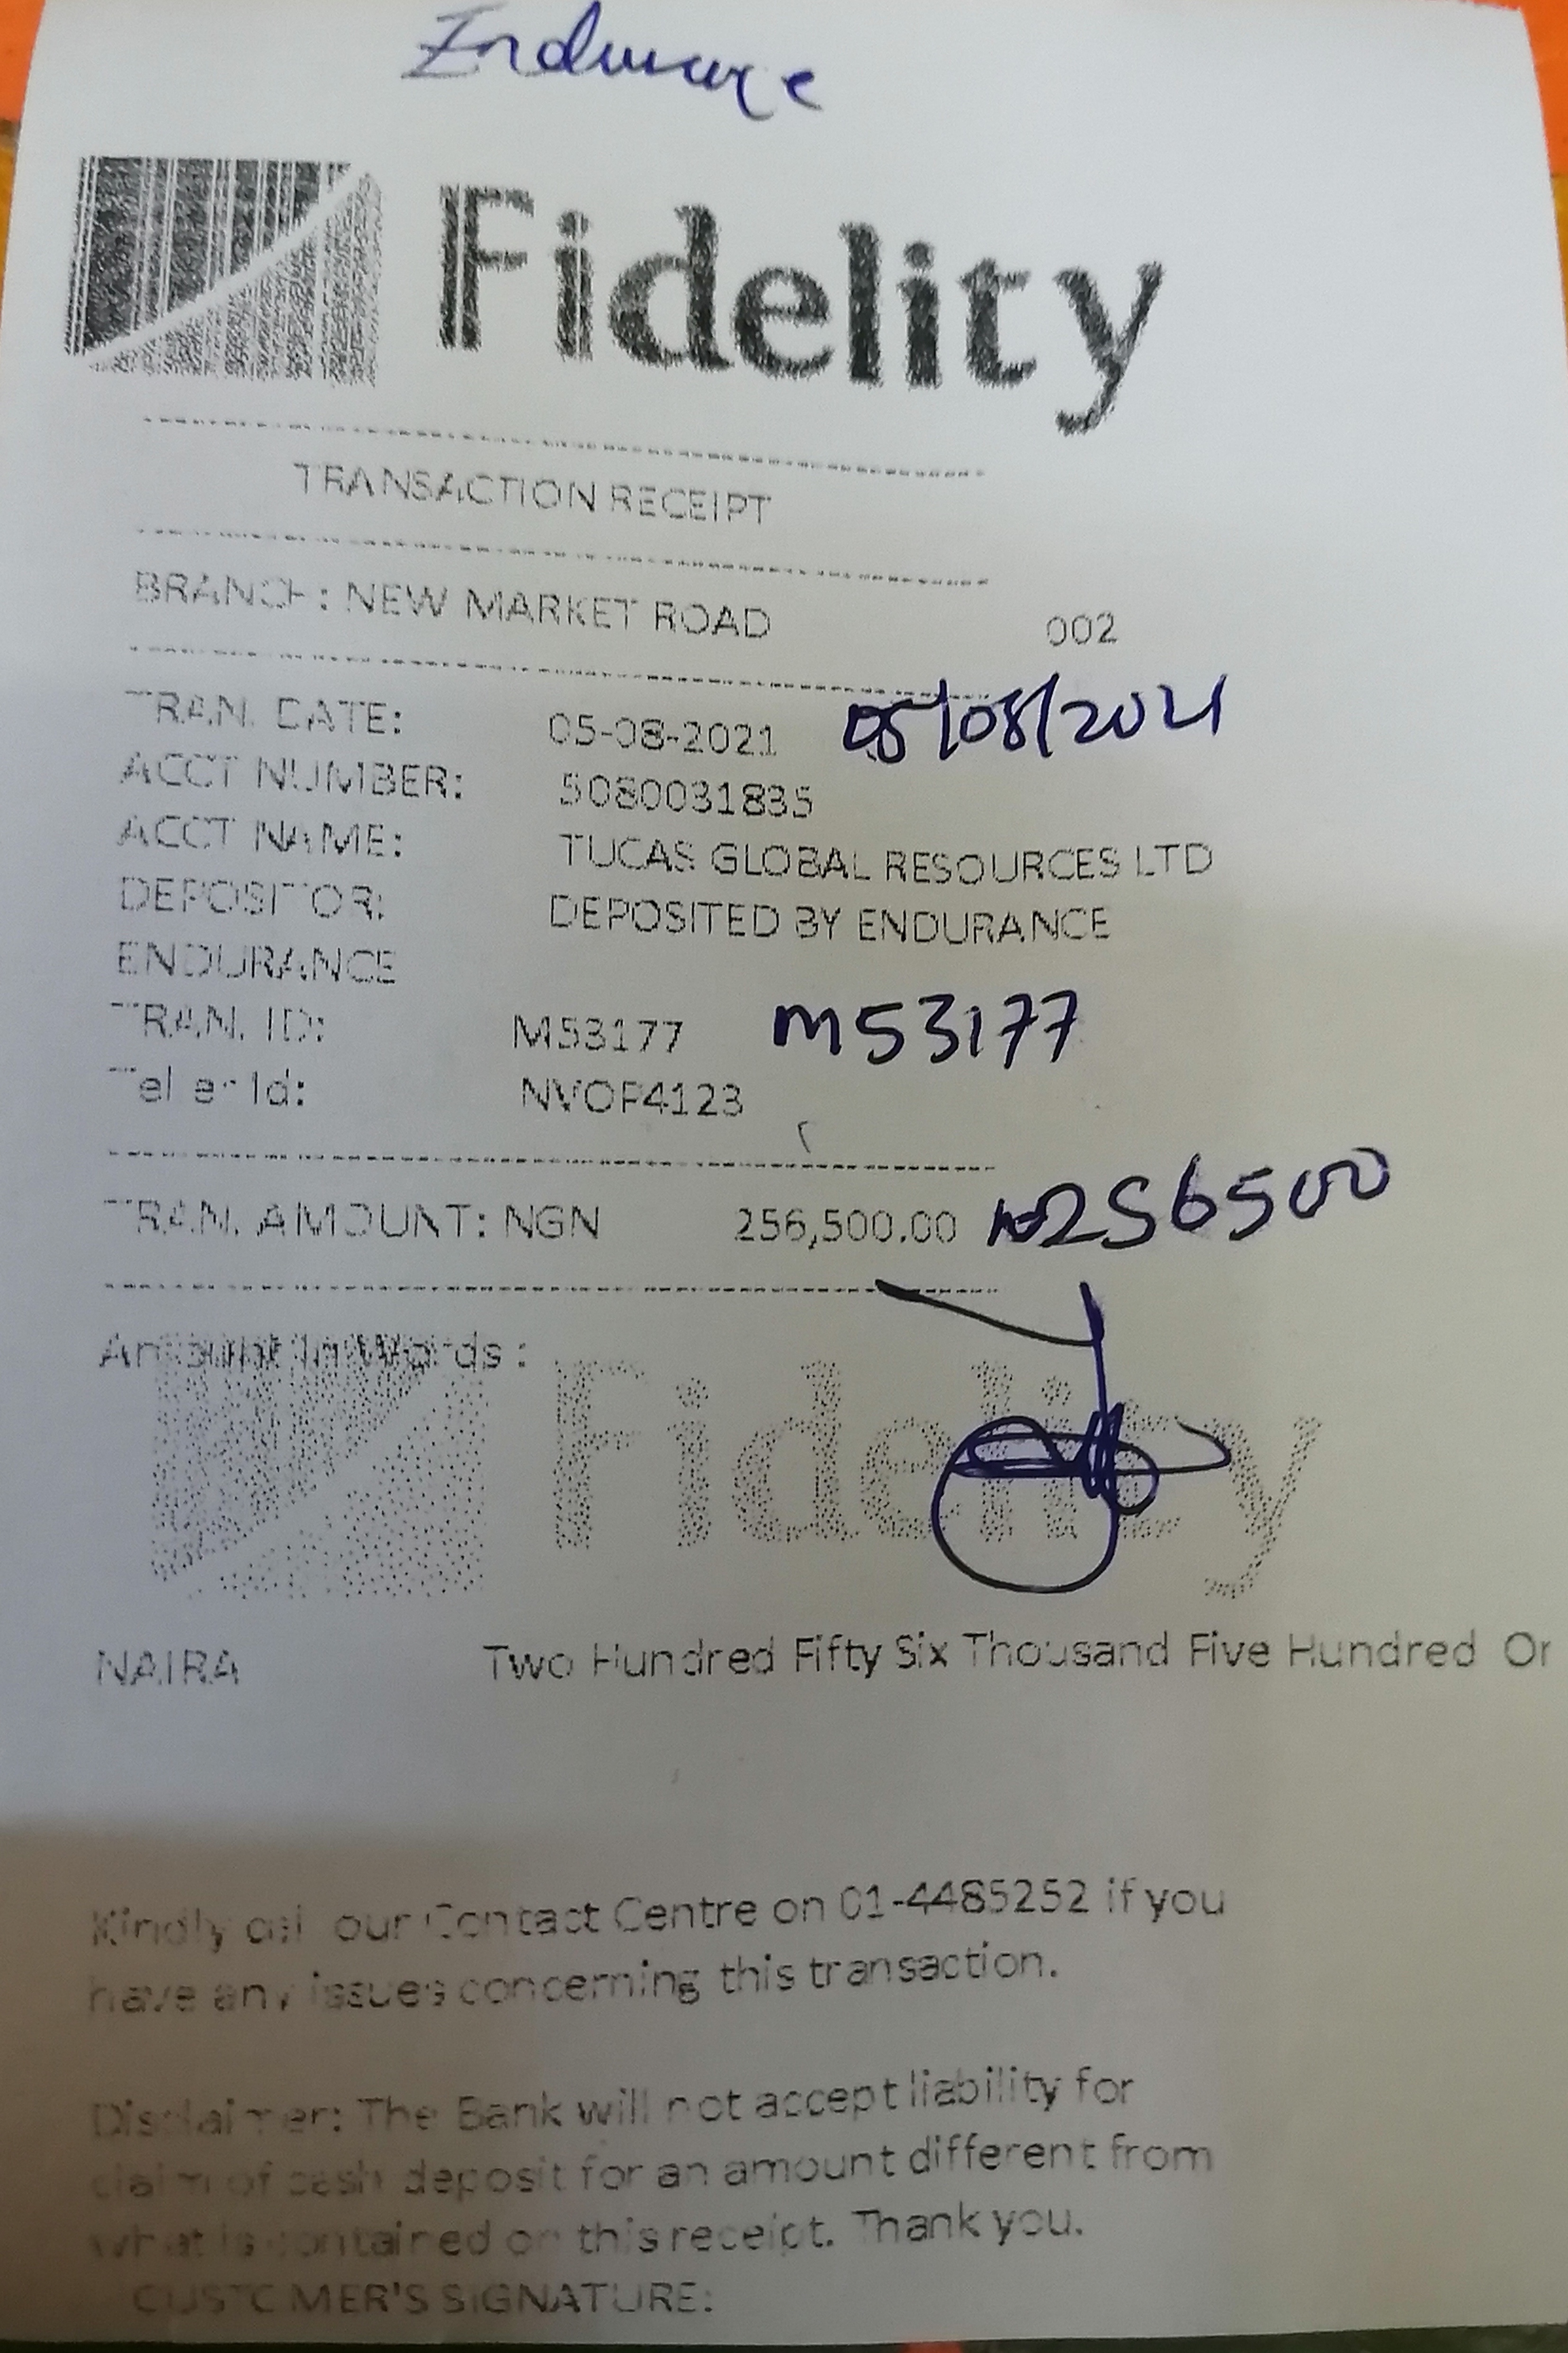 Endurance
Fidelity
TRANSACTION RECEIPT
BRANCH: NEW MARKET ROAD 002
TRAN. DATE: 05-08-2021 05/08/2021
ACCT NUMBER: 5080031835
ACCT NAME: TUCAS GLOBAL RESOURCES LTD
DEPOSITOR: DEPOSITED BY ENDURANCE
ENDURANCE
TRAN. ID: M53177 M53177
Teller Id: NVOP4123
TRAN. AMOUNT: NGN 256,500.00 ₦256500
Amount In Words :
Fidelity
NAIRA Two Hundred Fifty Six Thousand Five Hundred On
Kindly call our Contact Centre on 01-4485252 if you
have any issues concerning this transaction.
Disclaimer: The Bank will not accept liability for
claim of cash deposit for an amount different from
what is contained on this receipt. Thank you.
CUSTOMER'S SIGNATURE: